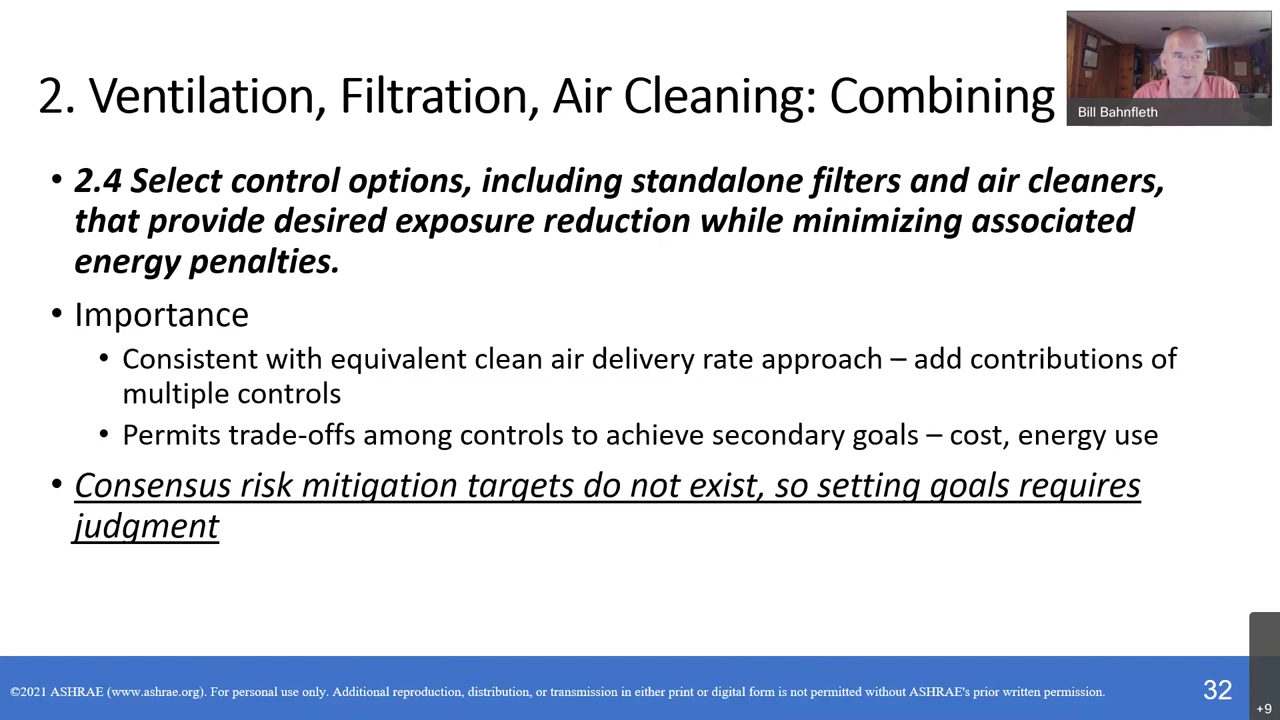 2. Ventilation, Filtration, Air Cleaning: Combining
Bill Bahnfleth
• 2.4 Select control options, including standalone filters and air cleaners,
that provide desired exposure reduction while minimizing associated
energy penalties.
• Importance
• Consistent with equivalent clean air delivery rate approach – add contributions of
multiple controls
• Permits trade-offs among controls to achieve secondary goals – cost, energy use
• Consensus risk mitigation targets do not exist, so setting goals requires
judgment
©2021 ASHRAE (www.ashrae.org). For personal use only. Additional reproduction, distribution, or transmission in either print or digital form is not permitted without ASHRAE's prior written permission.
32
+9